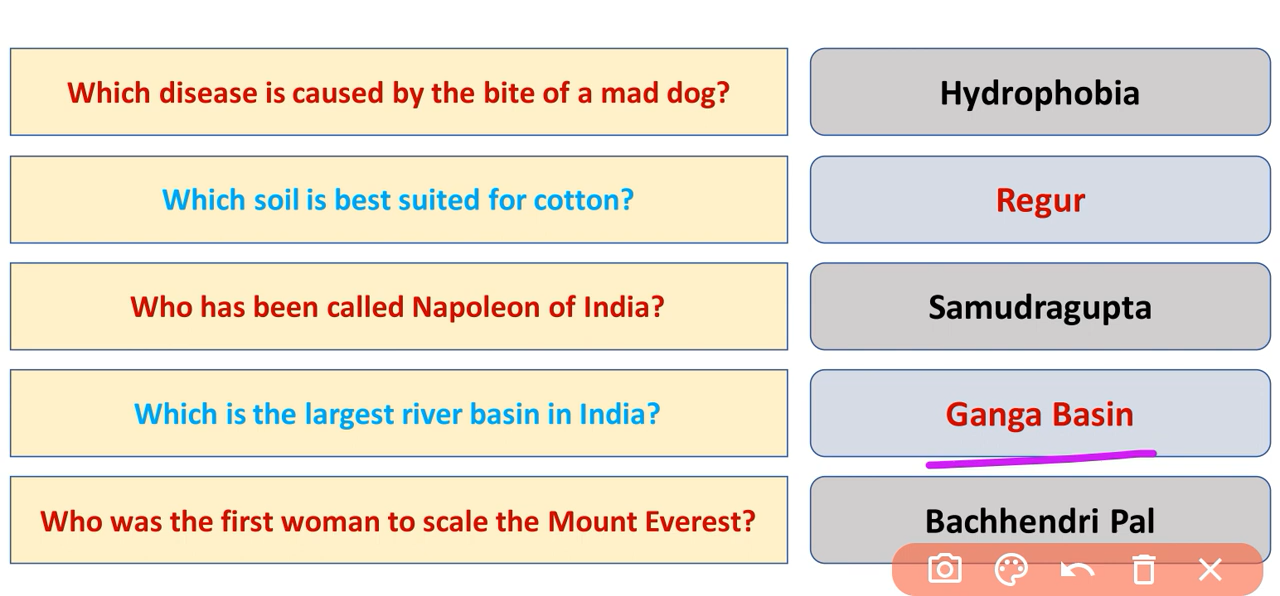 Which disease is caused by the bite of a mad dog?
Hydrophobia
Which soil is best suited for cotton?
Regur
Who has been called Napoleon of India?
Samudragupta
Which is the largest river basin in India?
Ganga Basin
Who was the first woman to scale the Mount Everest?
Bachhendri Pal